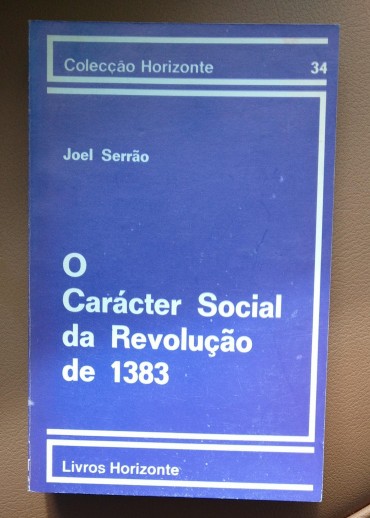 Colecção Horizonte 34
Joel Serrão
O
Carácter Social
da Revolução
de 1383
Livros Horizonte